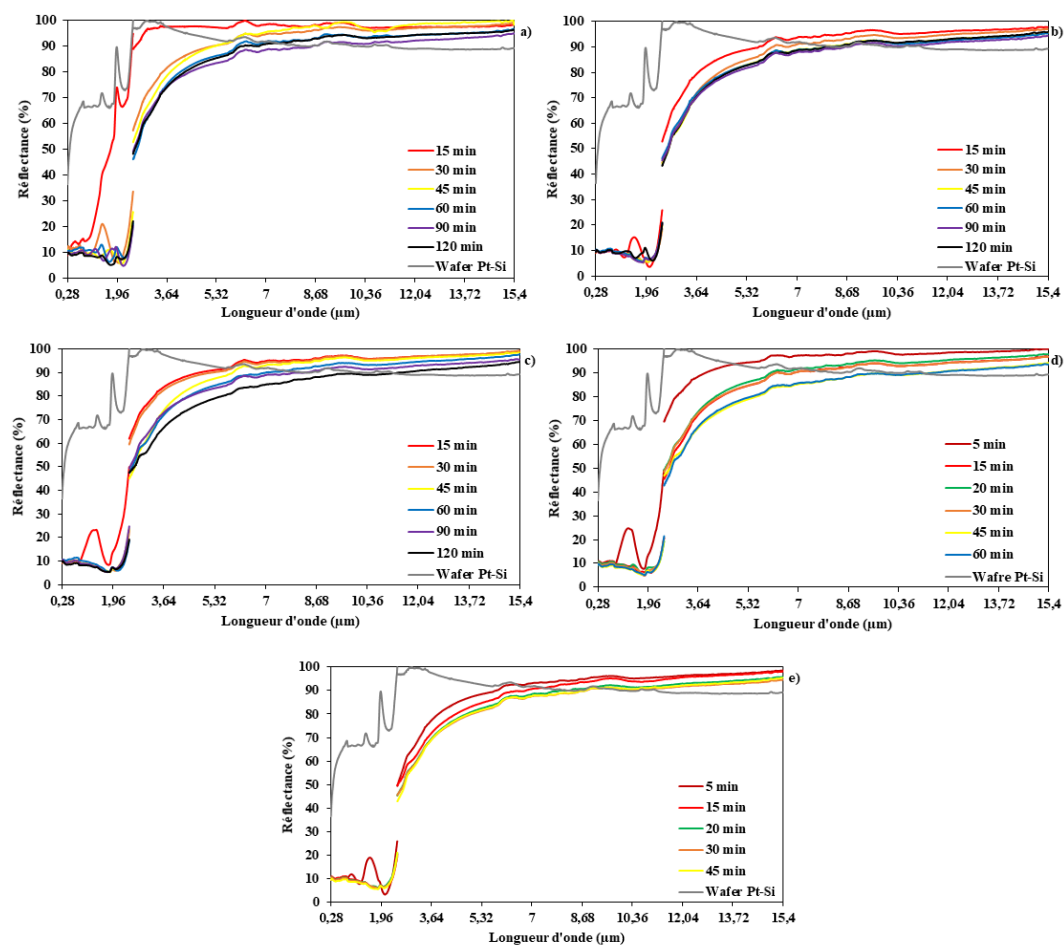 a)
Réflectance (%)
100
90
80
70
60
50
40
30
20
10
0
15 min
30 min
45 min
60 min
90 min
120 min
Wafer Pt-Si
0,28 1,96 3,64 5,32 7 8,68 10,36 12,04 13,72 15,4
Longueur d'onde (µm)
b)
Réflectance (%)
100
90
80
70
60
50
40
30
20
10
0
15 min
30 min
45 min
60 min
90 min
120 min
Wafer Pt-Si
0,28 1,96 3,64 5,32 7 8,68 10,36 12,04 13,72 15,4
Longueur d'onde (µm)
c)
Réflectance (%)
100
90
80
70
60
50
40
30
20
10
0
15 min
30 min
45 min
60 min
90 min
120 min
Wafer Pt-Si
0,28 1,96 3,64 5,32 7 8,68 10,36 12,04 13,72 15,4
Longueur d'onde (µm)
d)
Réflectance (%)
100
90
80
70
60
50
40
30
20
10
0
5 min
15 min
20 min
30 min
45 min
60 min
Wafre Pt-Si
0,28 1,96 3,64 5,32 7 8,68 10,36 12,04 13,72 15,4
Longueur d'onde (µm)
e)
Réflectance (%)
100
90
80
70
60
50
40
30
20
10
0
5 min
15 min
20 min
30 min
45 min
Wafer Pt-Si
0,28 1,96 3,64 5,32 7 8,68 10,36 12,04 13,72 15,4
Longueur d'onde (µm)